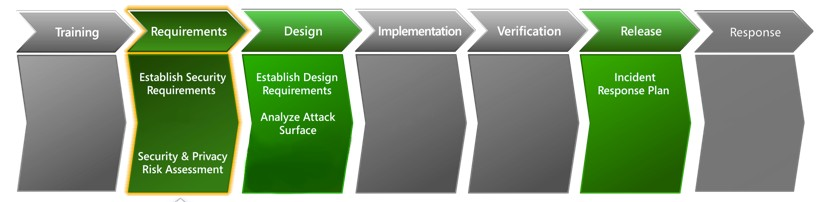 Training
Requirements
Design
Implementation
Verification
Release
Response
Establish Security
Requirements
Security & Privacy
Risk Assessment
Establish Design
Requirements
Analyze Attack
Surface
Incident
Response Plan